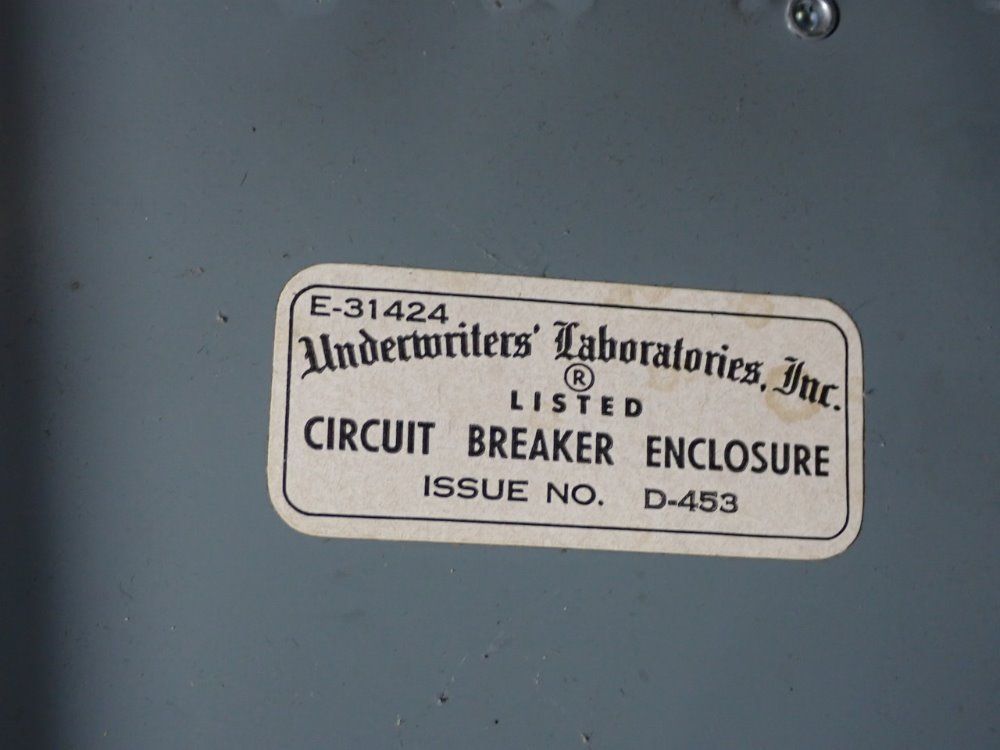 E-31424
Underwriters' Laboratories, Inc.
®
LISTED
CIRCUIT BREAKER ENCLOSURE
ISSUE NO. D-453